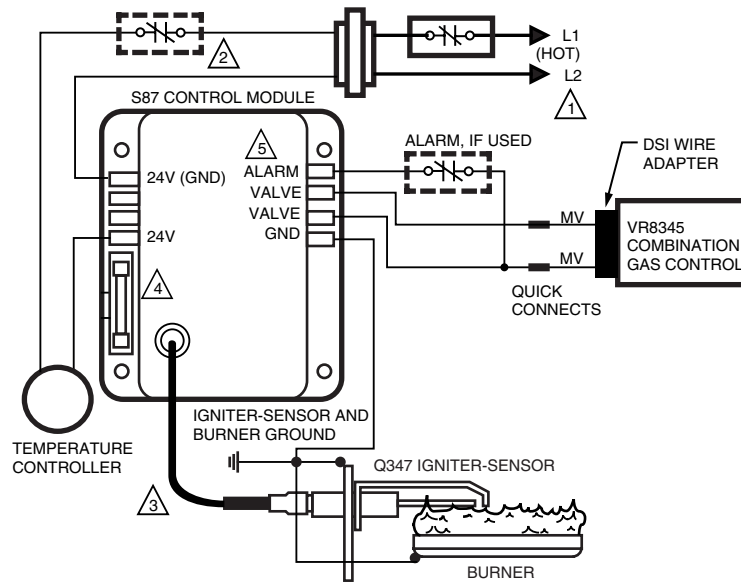 L1
(HOT)
2
L2
1
S87 CONTROL MODULE
5
ALARM, IF USED
DSI WIRE
ADAPTER
24V (GND)
ALARM
VALVE
VALVE
GND
24V
MV
MV
VR8345
COMBINATION
GAS CONTROL
4
QUICK
CONNECTS
IGNITER-SENSOR AND
BURNER GROUND
TEMPERATURE
CONTROLLER
Q347 IGNITER-SENSOR
3
BURNER